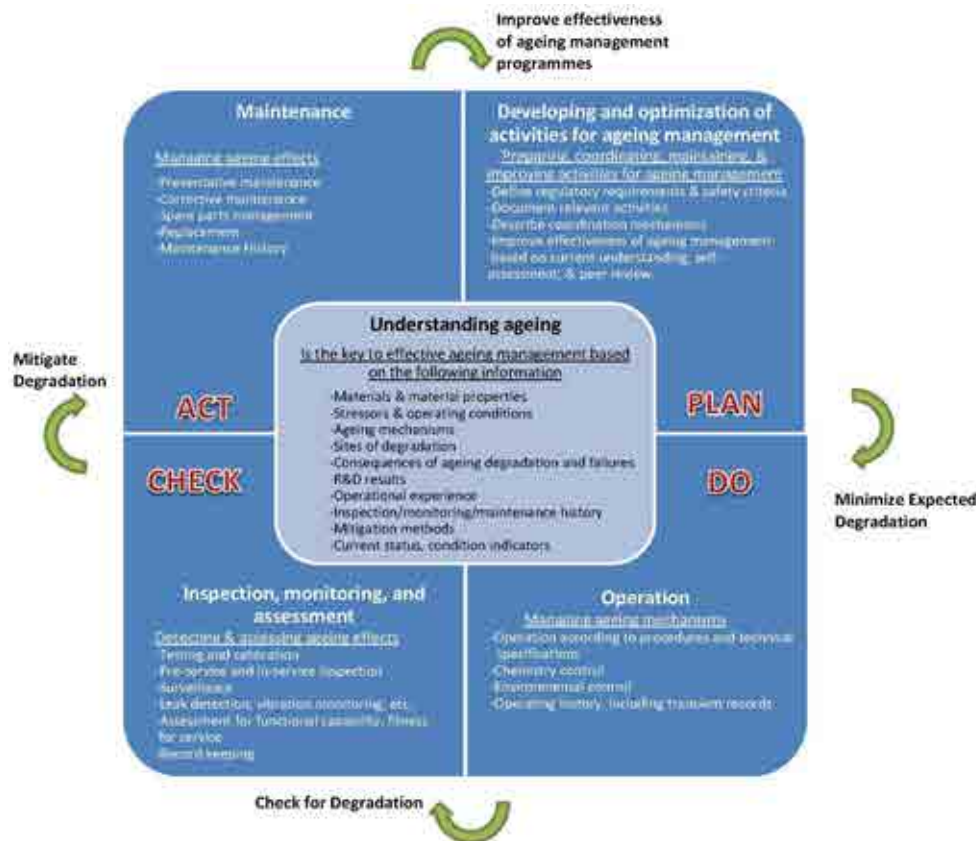 Improve effectiveness
of ageing management
programmes
Maintenance
Managing ageing effects
-Preventative maintenance
-Corrective maintenance
-Spare parts management
-Replacement
-Maintenance history
Developing and optimization of
activities for ageing management
Preparing, coordinating, maintaining, &
improving activities for ageing management
-Define regulatory requirements & safety criteria
-Document relevant activities
-Describe coordination mechanisms
-Improve effectiveness of ageing management
based on current understanding, self-
assessment, & peer review
Understanding ageing
Is the key to effective ageing management based
on the following information
-Materials & material properties
-Stressors & operating conditions
-Ageing mechanisms
-Sites of degradation
-Consequences of ageing degradation and failures
-R&D results
-Operational experience
-Inspection/monitoring/maintenance history
-Mitigation methods
-Current status, condition indicators
Mitigate
Degradation
ACT
PLAN
CHECK
DO
Minimize Expected
Degradation
Inspection, monitoring, and
assessment
Detecting & assessing ageing effects
-Testing and calibration
-Pre-service and in-service inspection
-Surveillance
-Leak detection, vibration monitoring, etc.
-Assessment for functional capability, fitness
for service
-Record keeping
Operation
Managing ageing mechanisms
-Operation according to procedures and technical
specifications
-Chemistry control
-Environmental control
-Operating history, including transient records
Check for Degradation